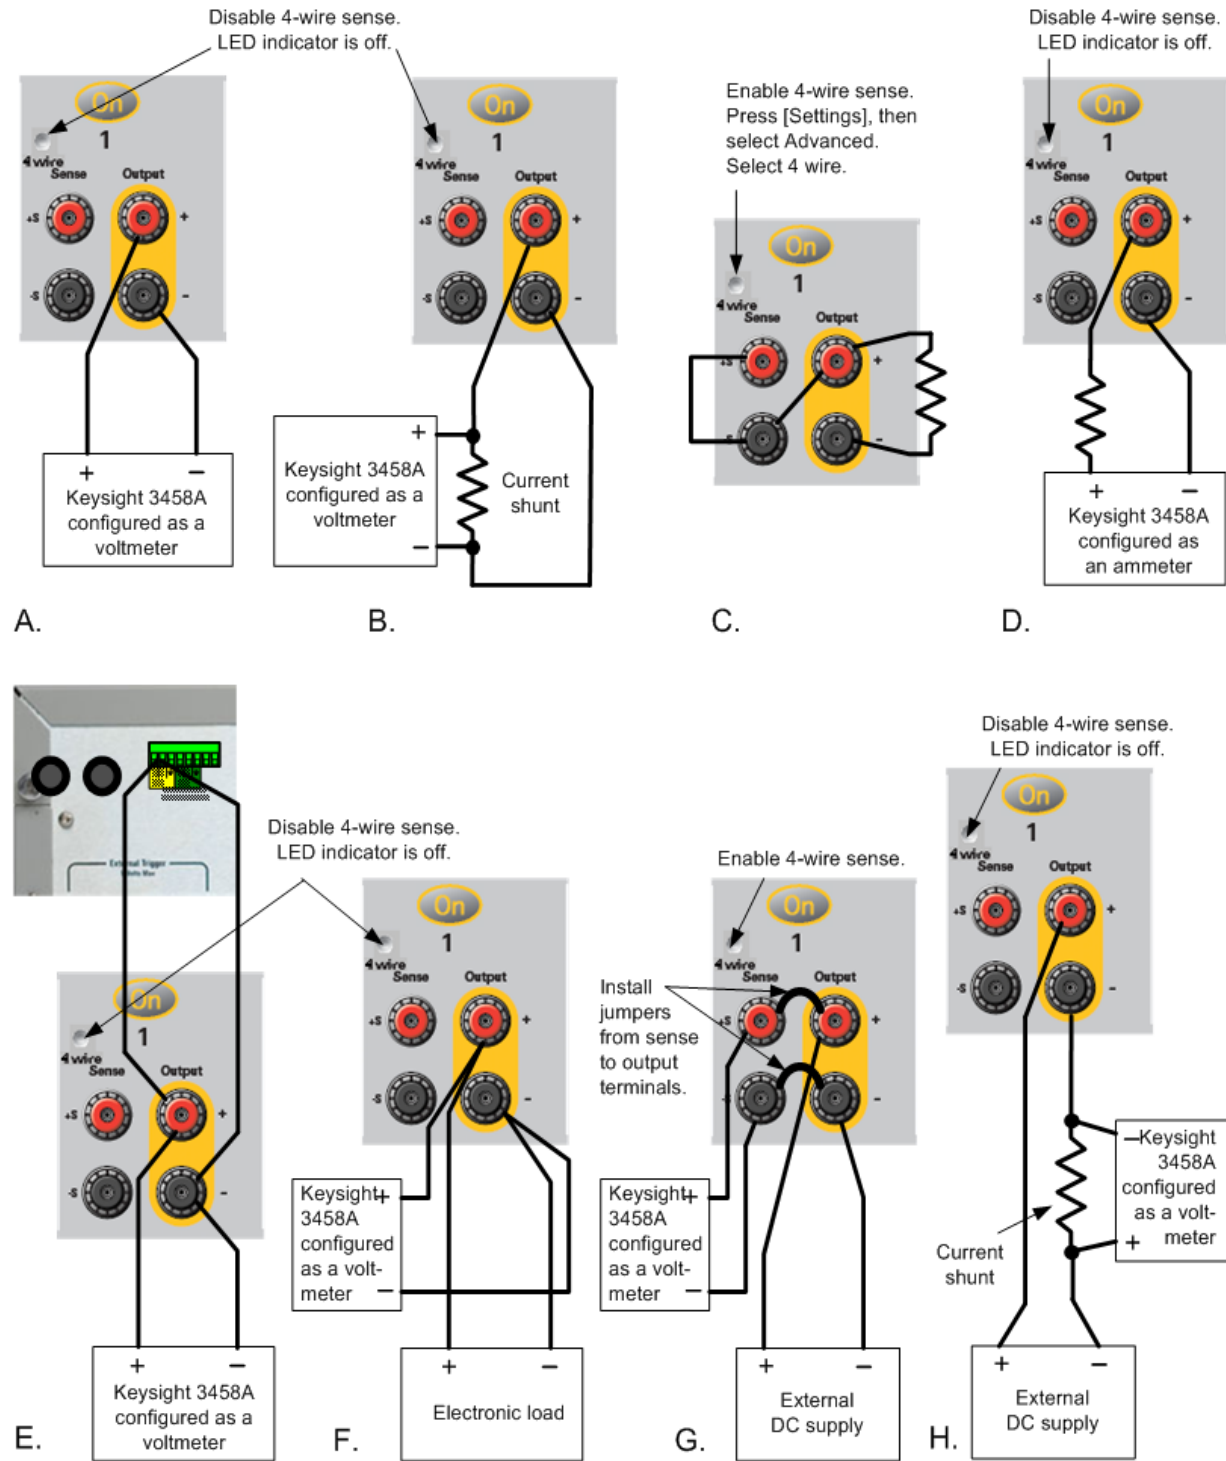 Disable 4-wire sense.
LED indicator is off.
On
1
4 wire
Sense
Output
+S
+
-S
-
+
−
Keysight 3458A
configured as a
voltmeter
A.
On
1
4 wire
Sense
Output
+S
+
-S
-
+
Keysight 3458A
configured as a
voltmeter
−
Current
shunt
B.
Enable 4-wire sense.
Press [Settings], then
select Advanced.
Select 4 wire.
On
1
4 wire
Sense
Output
+S
+
-S
-
C.
Disable 4-wire sense.
LED indicator is off.
On
1
4 wire
Sense
Output
+S
+
-S
-
+
−
Keysight 3458A
configured as
an ammeter
D.
External Trigger
Disable 4-wire sense.
LED indicator is off.
On
1
4 wire
Sense
Output
+S
+
-S
-
+
−
Keysight 3458A
configured as a
voltmeter
E.
On
1
4 wire
Sense
Output
+S
+
-S
-
Keysight +
3458A
configured
as a volt-
meter −
+
−
Electronic load
F.
Enable 4-wire sense.
On
1
4 wire
Sense
Output
Install
jumpers
from sense
to output
terminals.
+S
+
-S
-
Keysight +
3458A
configured
as a volt-
meter −
+
−
External
DC supply
G.
Disable 4-wire sense.
LED indicator is off.
On
1
4 wire
Sense
Output
+S
+
-S
-
− Keysight
3458A
configured
as a volt-
+ meter
Current
shunt
+
−
External
DC supply
H.